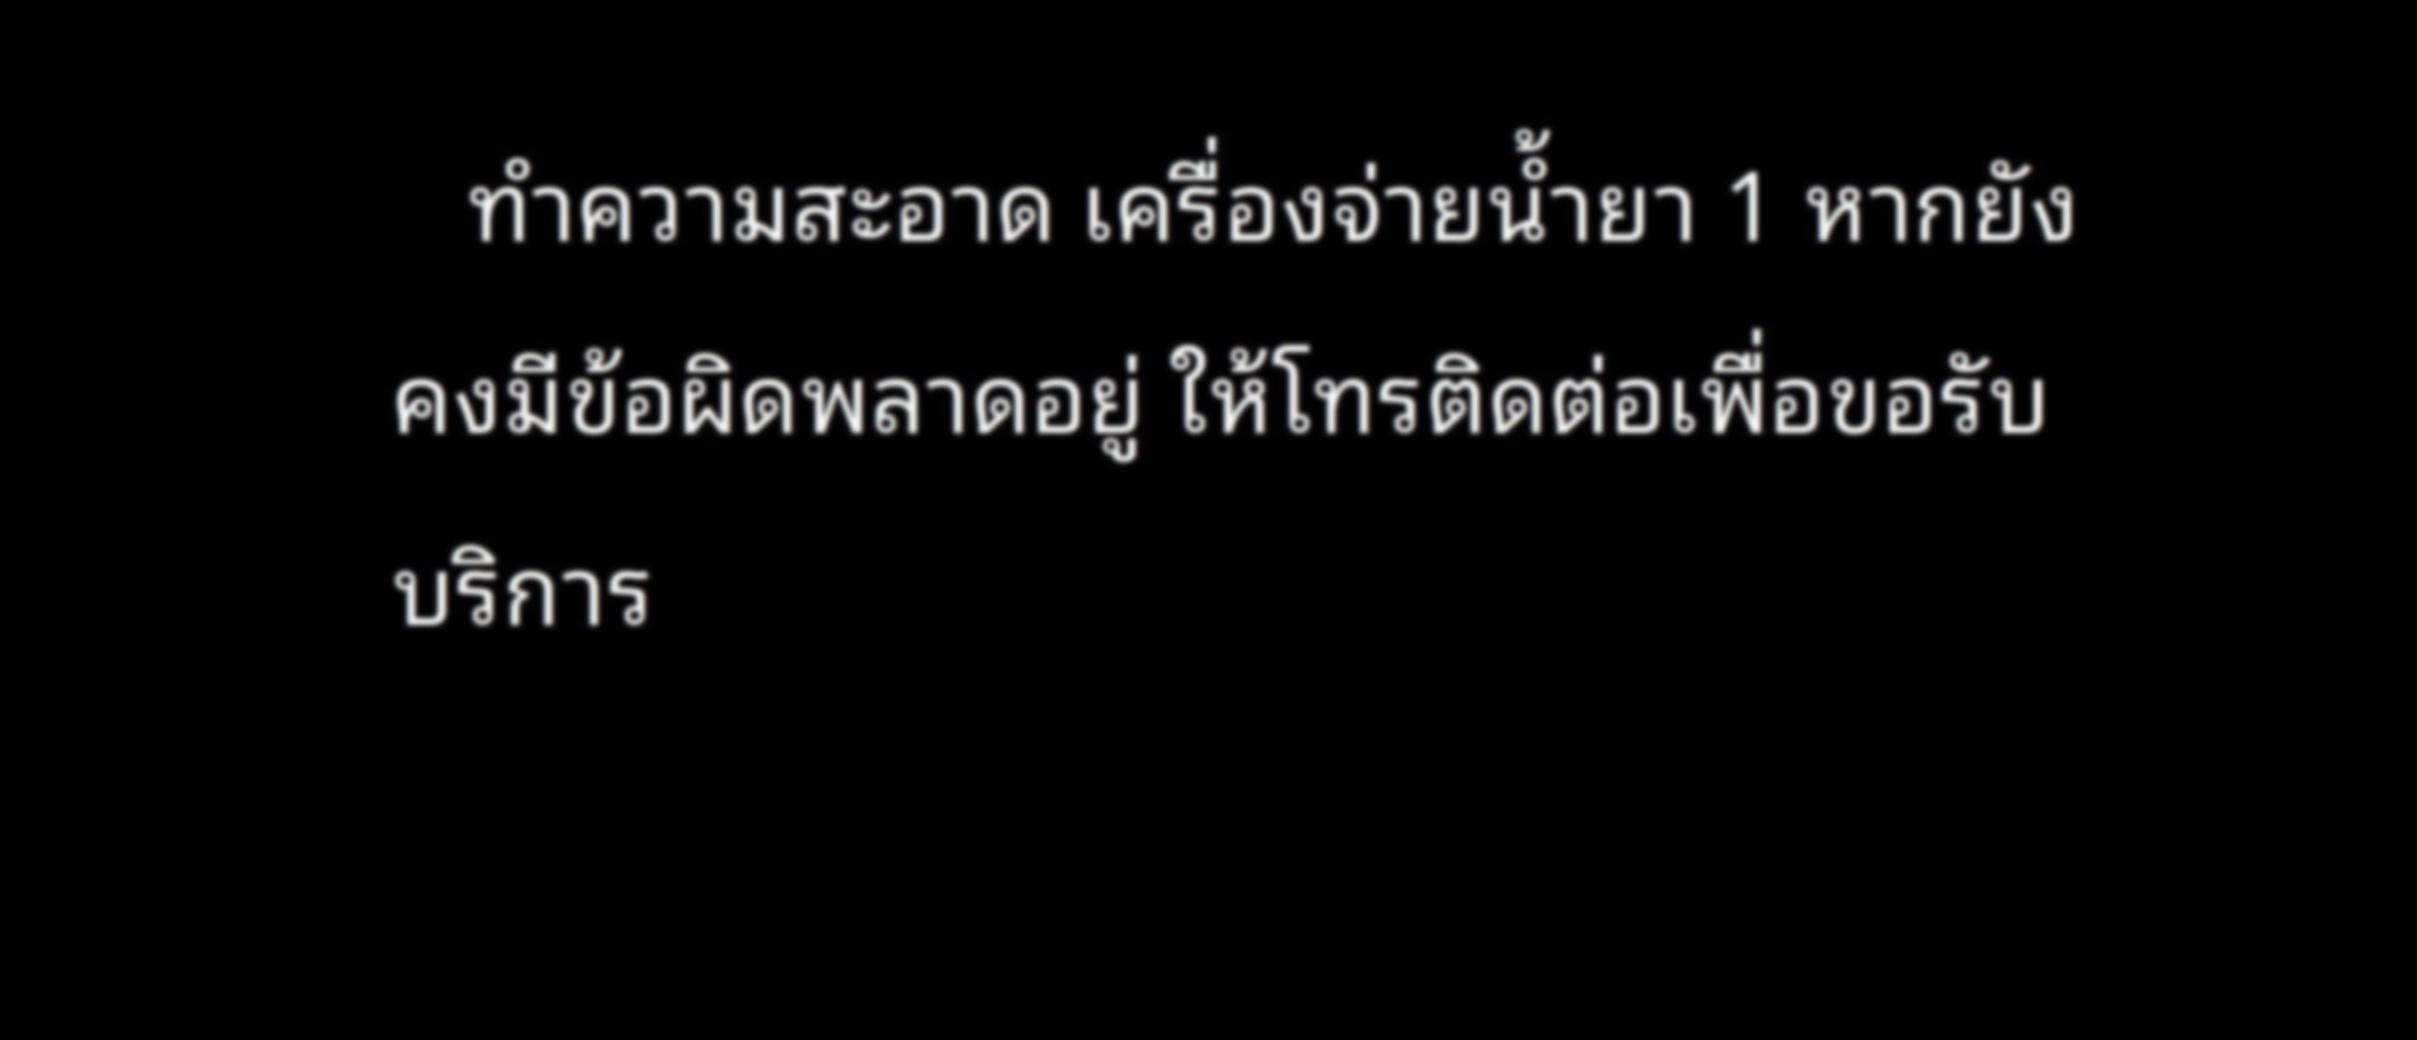 ทำความสะอาด เครื่องจ่ายน้ำยา 1 หากยัง
คงมีข้อผิดพลาดอยู่ ให้โทรติดต่อเพื่อขอรับ
บริการ